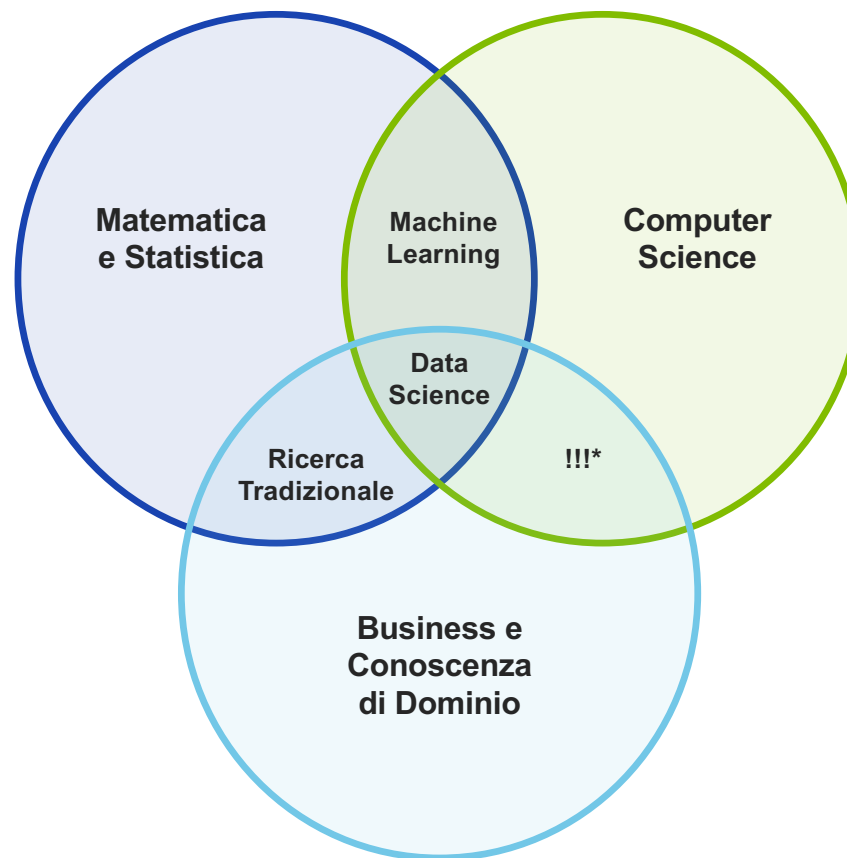 Matematica
e Statistica
Machine
Learning
Computer
Science
Data
Science
Ricerca
Tradizionale
!!!*
Business e
Conoscenza
di Dominio